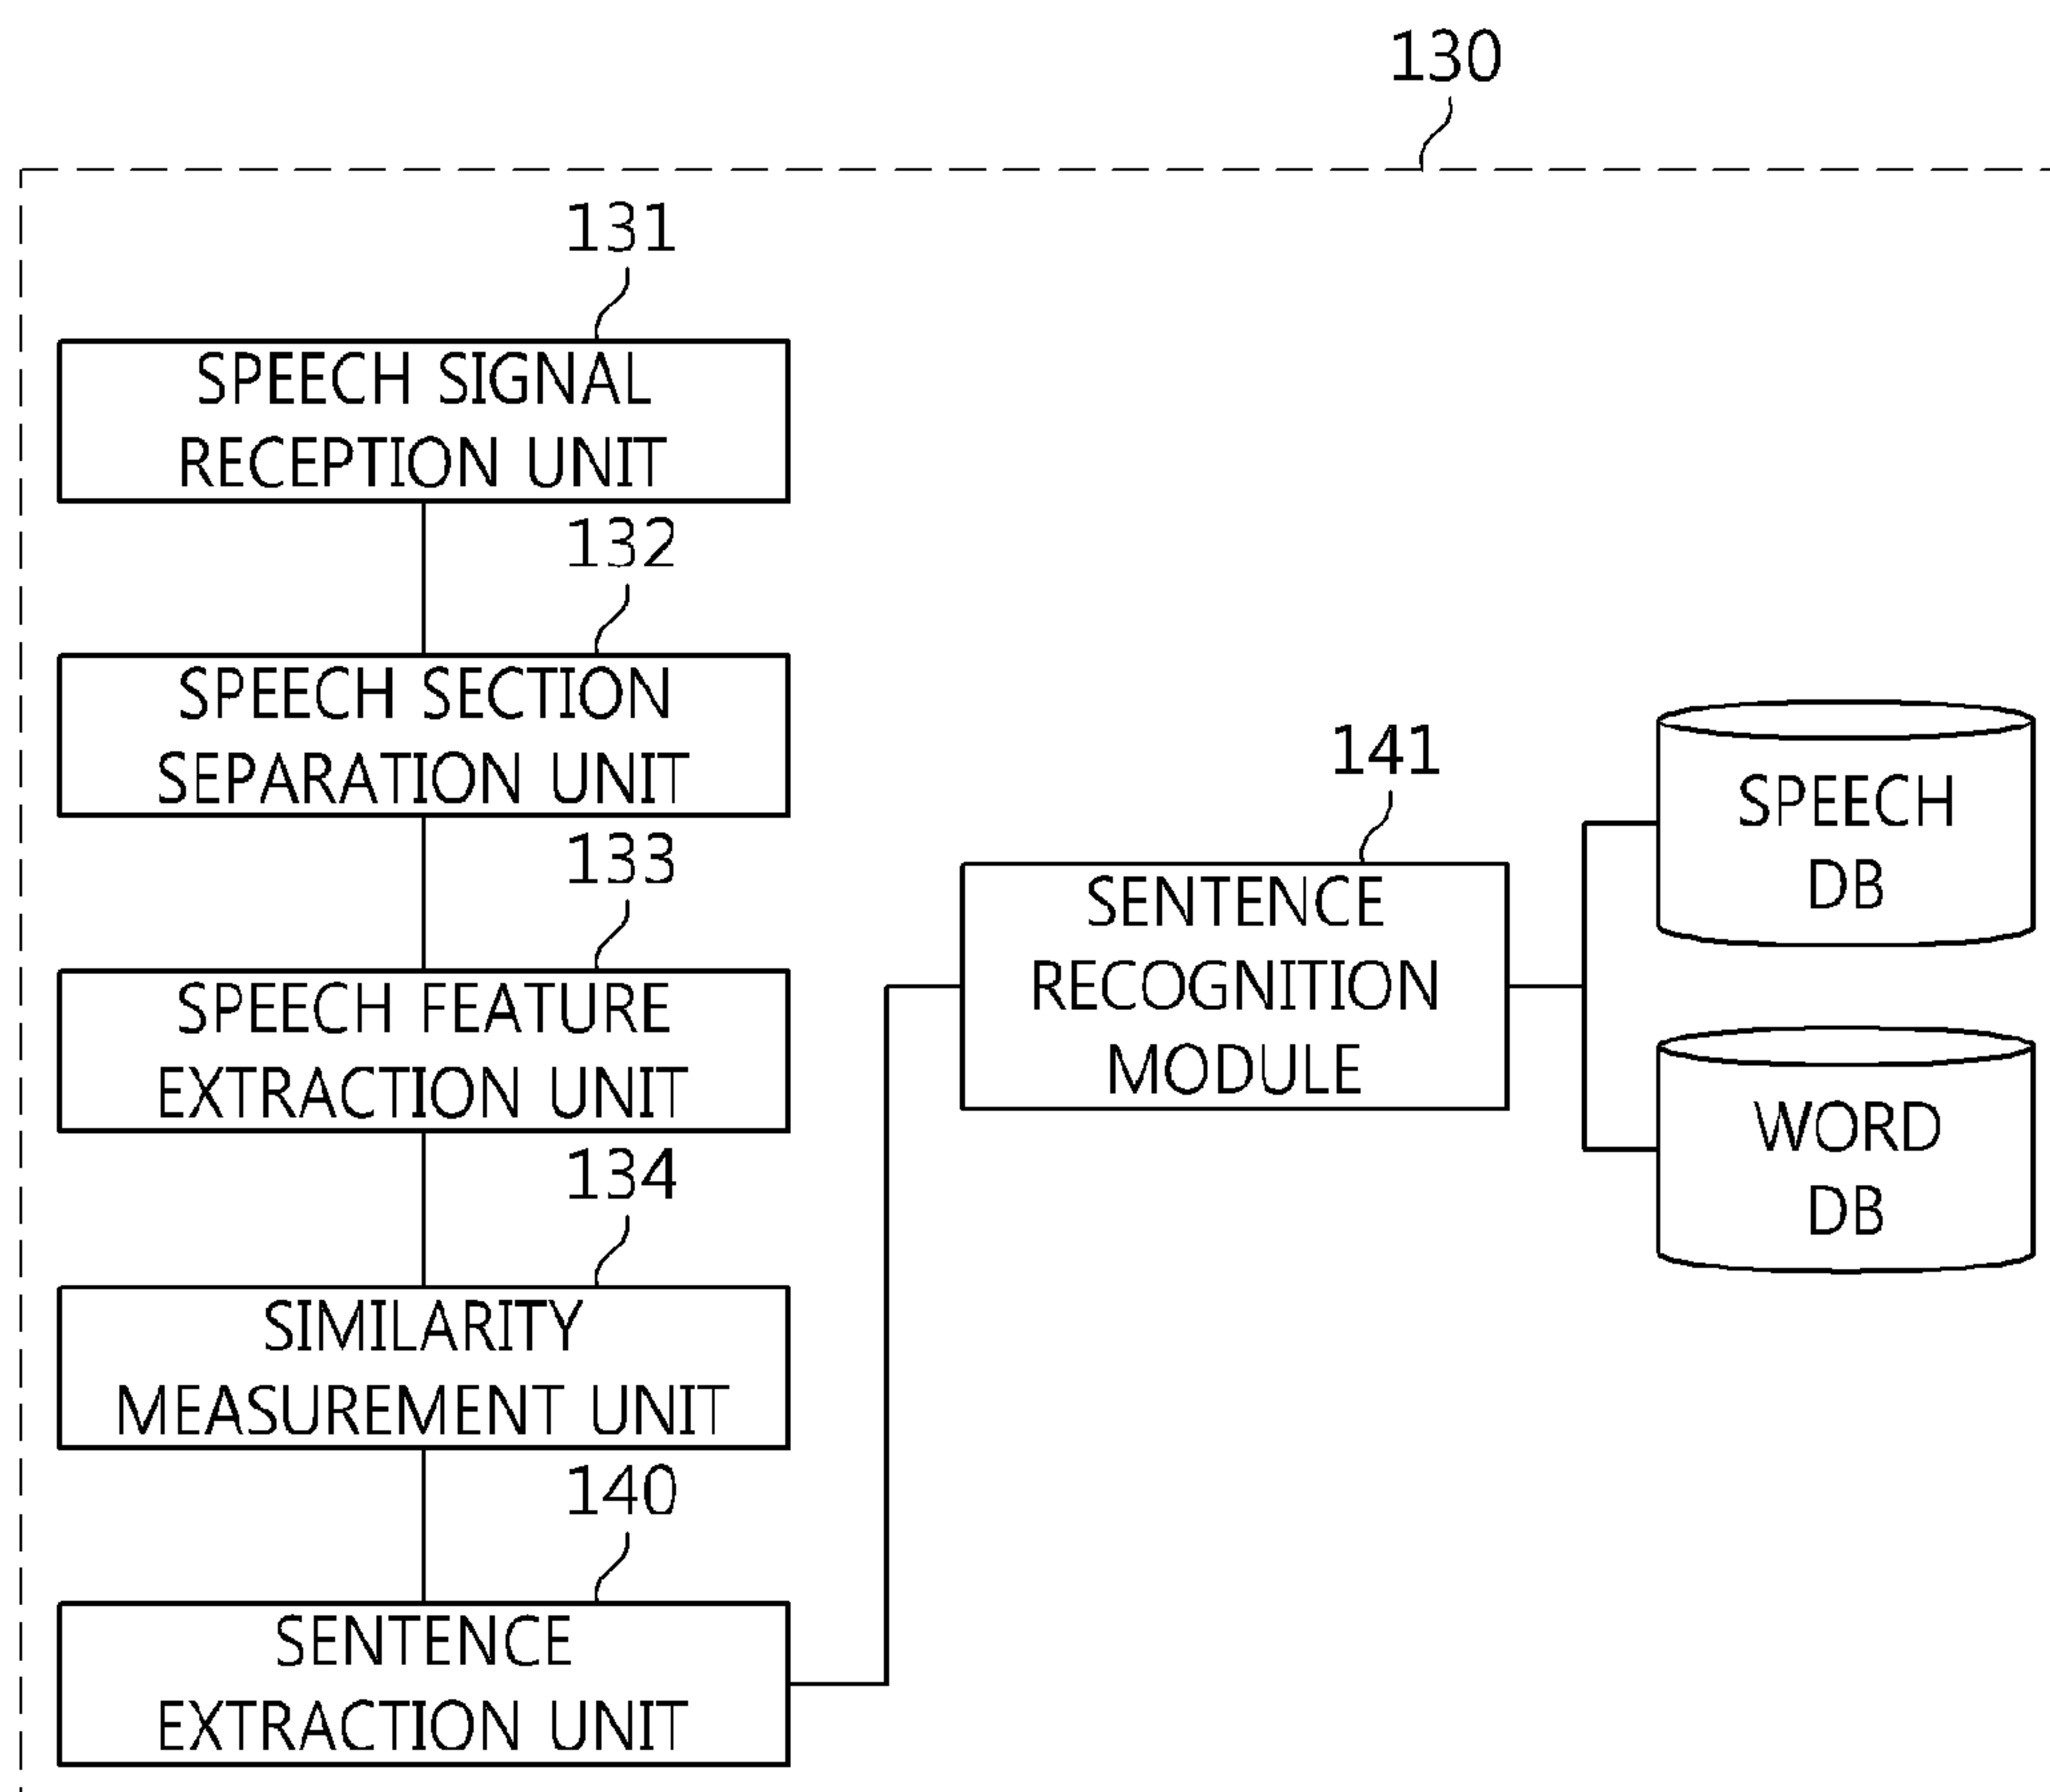 130
131
SPEECH SIGNAL
RECEPTION UNIT
132
SPEECH SECTION
SEPARATION UNIT
133
SPEECH FEATURE
EXTRACTION UNIT
134
SIMILARITY
MEASUREMENT UNIT
140
SENTENCE
EXTRACTION UNIT
141
SENTENCE
RECOGNITION
MODULE
SPEECH
DB
WORD
DB